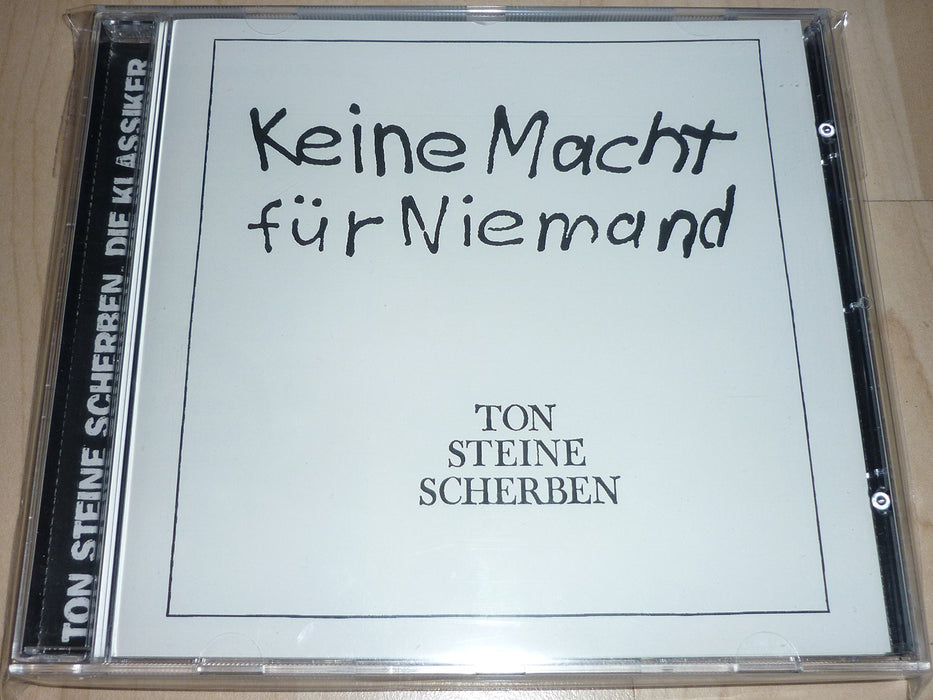 Keine Macht
für Niemand
TON
STEINE
SCHERBEN
TON STEINE SCHERBEN. DIE KLASSIKER